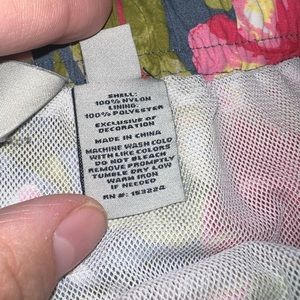 SHELL:
100% NYLON
LINING:
100% POLYESTER
EXCLUSIVE OF
DECORATION
MADE IN CHINA
MACHINE WASH COLD
WITH LIKE COLORS
DO NOT BLEACH
REMOVE PROMPTLY
TUMBLE DRY LOW
WARM IRON
IF NEEDED
RN #: 153224